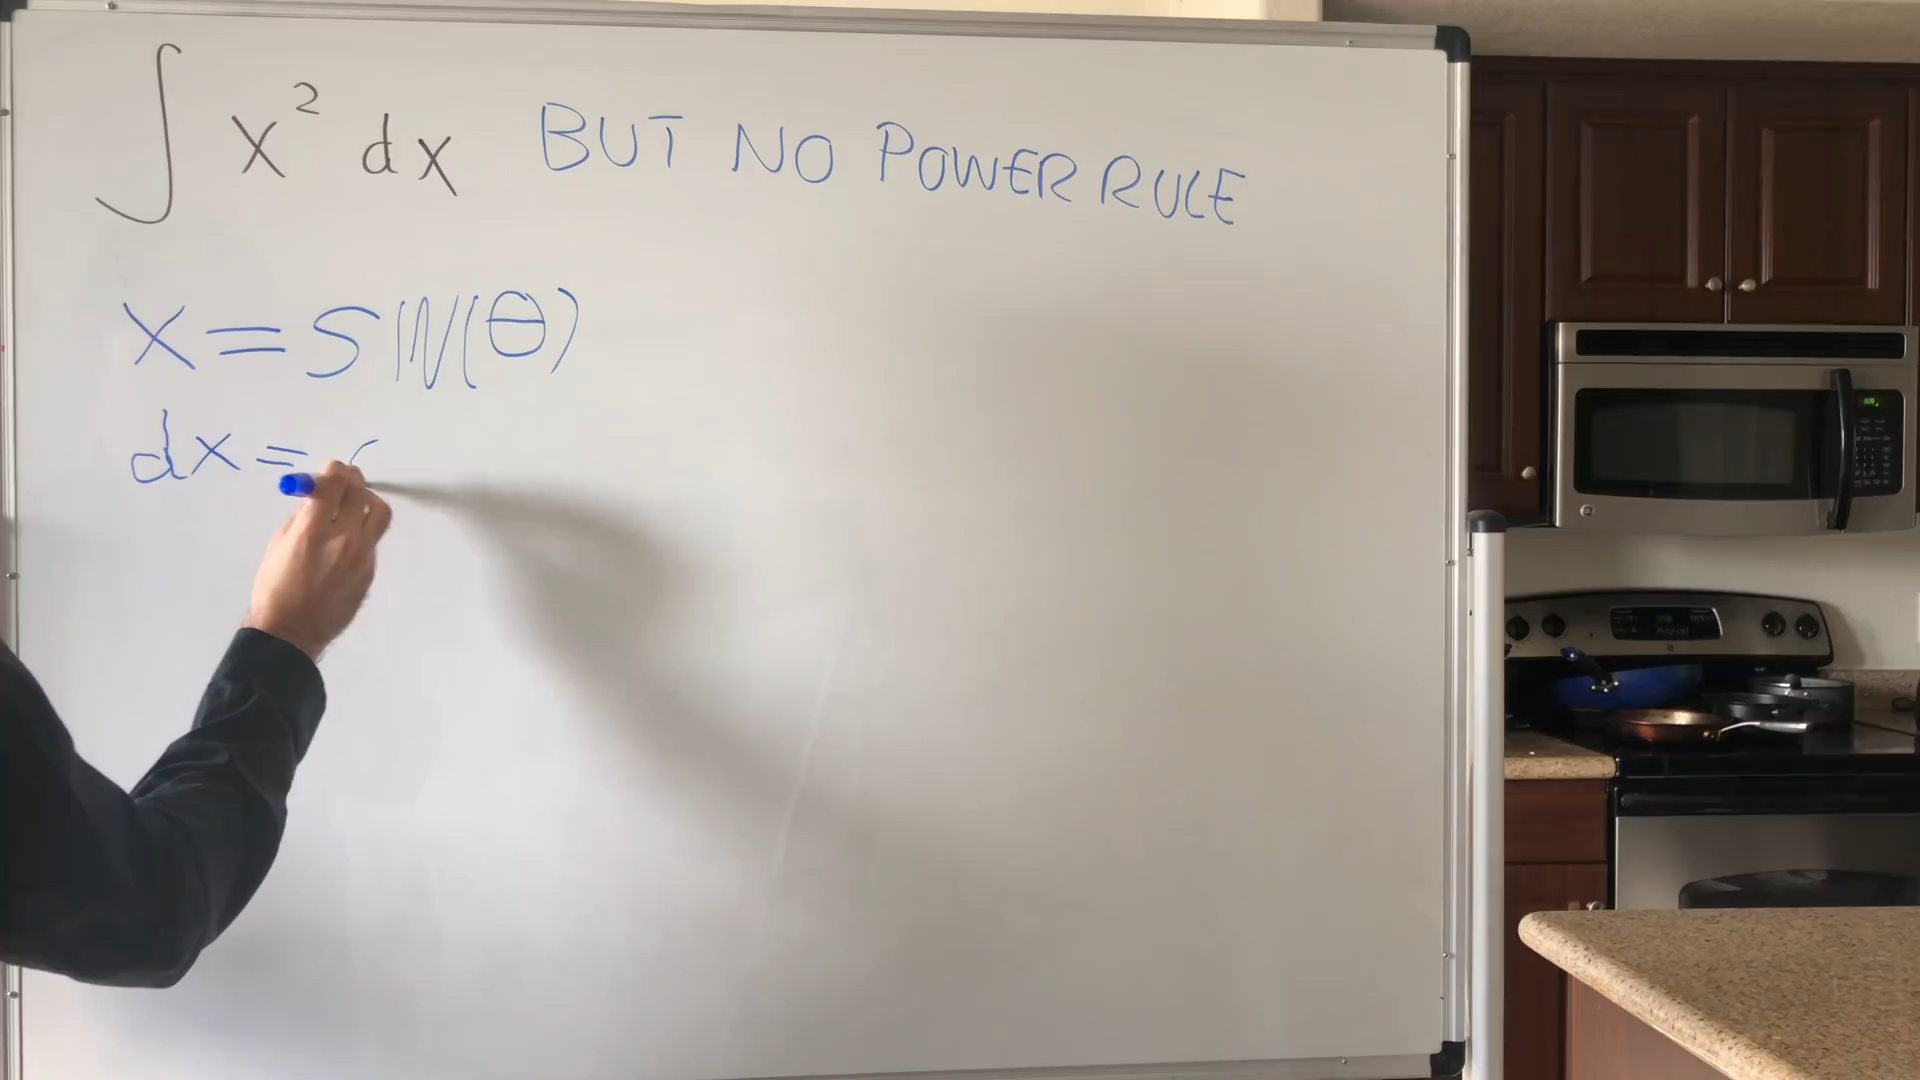 ∫ x² dx BUT NO POWER RULE
x = SIN(θ)
dx =